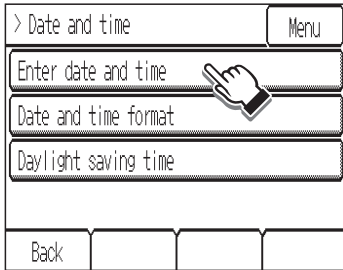 > Date and time
Menu
Enter date and time
Date and time format
Daylight saving time
Back